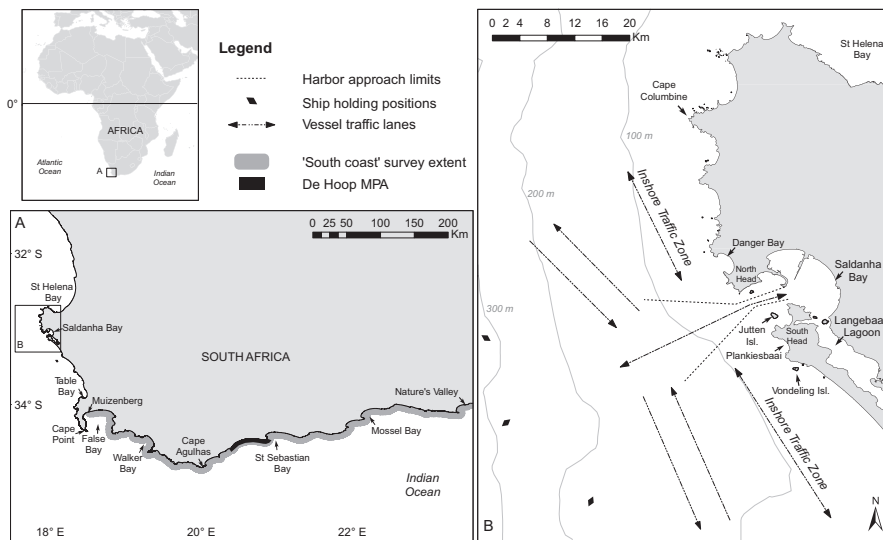 0°
AFRICA
Atlantic
Ocean
Indian
Ocean
A
Legend
Harbor approach limits
Ship holding positions
Vessel traffic lanes
'South coast' survey extent
De Hoop MPA
A
0 25 50 100 150 200
Km
32° S
St Helena
Bay
Saldanha Bay
B
SOUTH AFRICA
Table
Bay
34° S
Muizenberg
Nature's Valley
Cape
Point
False
Bay
Walker
Bay
Cape
Agulhas
St Sebastian
Bay
Mossel Bay
Indian
Ocean
18° E
20° E
22° E
B
0 2 4 8 12 16 20
Km
St Helena
Bay
Cape
Columbine
100 m
200 m
300 m
Inshore Traffic Zone
Danger Bay
North
Head
Saldanha
Bay
Jutten
Isl.
South
Head
Langebaan
Lagoon
Plankiesbaai
Vondeling Isl.
Inshore Traffic Zone
B
N